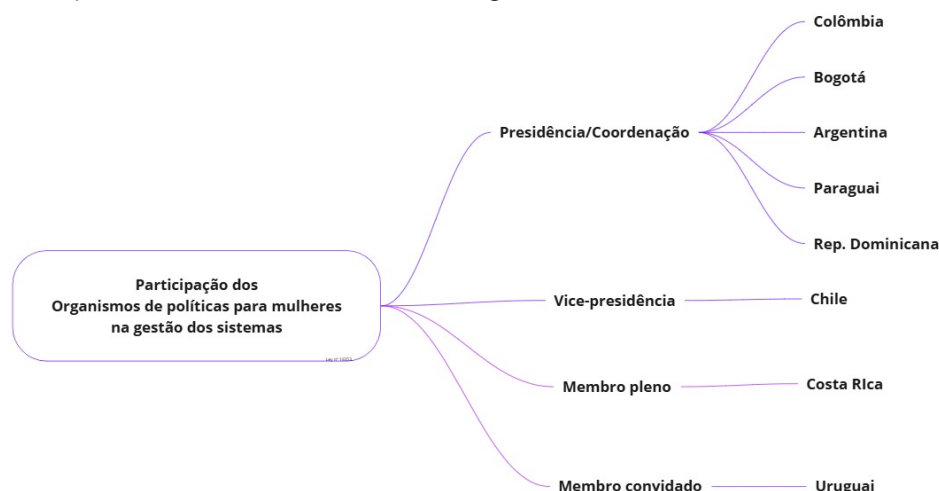 Colômbia
Bogotá
Presidência/Coordenação
Argentina
Paraguai
Rep. Dominicana
Participação dos
Organismos de políticas para mulheres
na gestão dos sistemas
Vice-presidência
Chile
Membro pleno
Costa RIca
Membro convidado
Uruguai